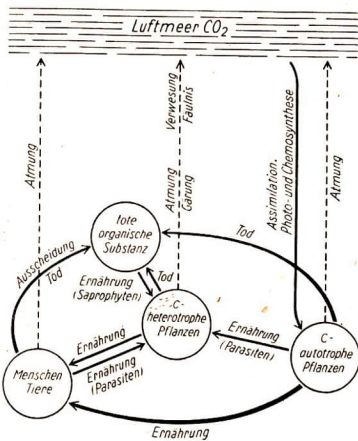 Luftmeer CO2
Atmung
Verwesung
Fäulnis
Atmung
Gärung
Assimilation.
Photo- und Chemosynthese
Atmung
tote
organische
Substanz
Tod
Ausscheidung
Tod
Ernährung
(Saprophyten)
Tod
C-
heterotrophe
Pflanzen
Ernährung
Ernährung
(Parasiten)
Ernährung
(Parasiten)
C-
autotrophe
Pflanzen
Menschen
Tiere
Ernährung